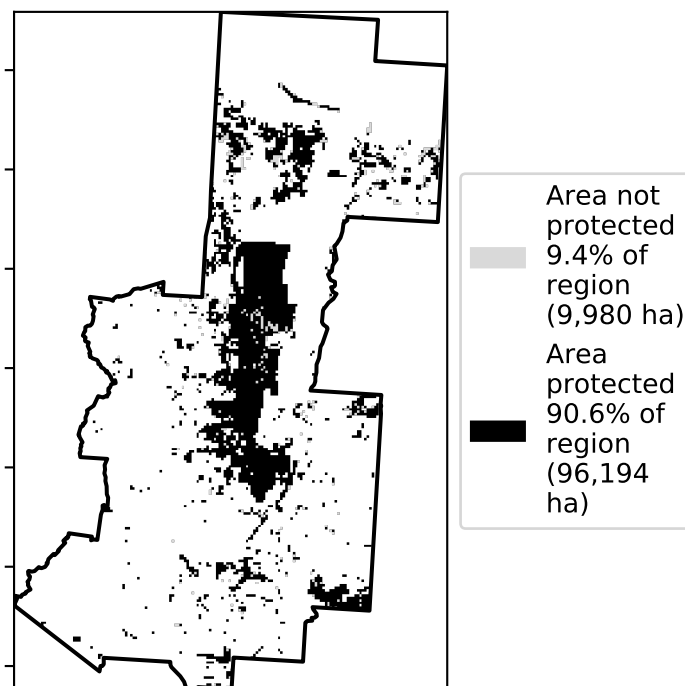 Area not
protected
9.4% of
region
(9,980 ha)
Area
protected
90.6% of
region
(96,194
ha)